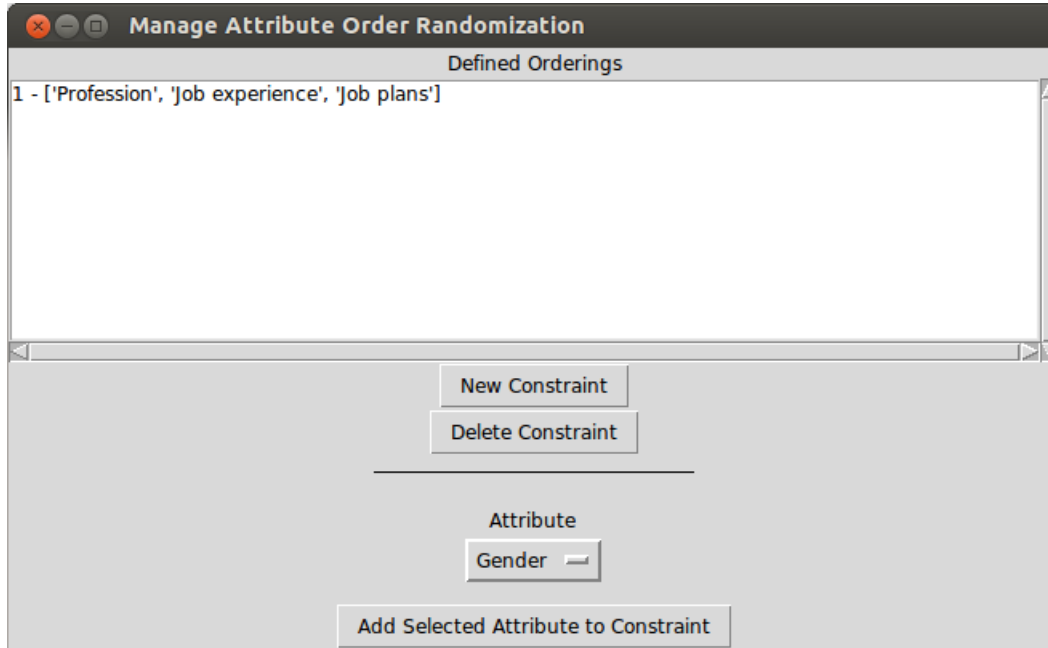 Manage Attribute Order Randomization
Defined Orderings
1 - ['Profession', 'Job experience', 'Job plans']
New Constraint
Delete Constraint
Attribute
Gender
Add Selected Attribute to Constraint